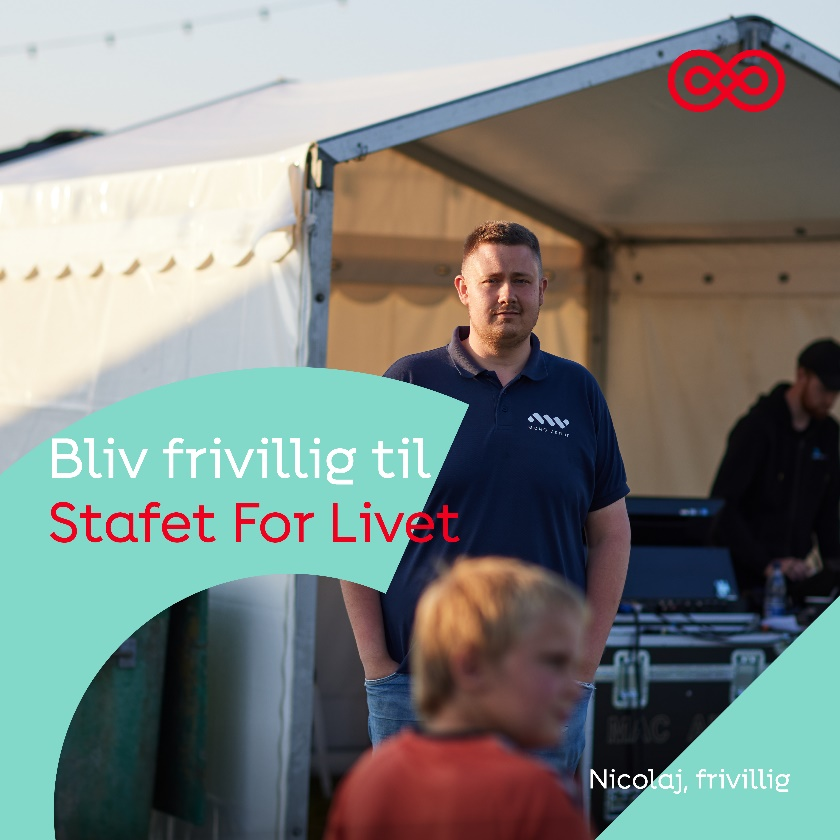 Bliv frivillig til
Stafet For Livet
Nicolaj, frivillig